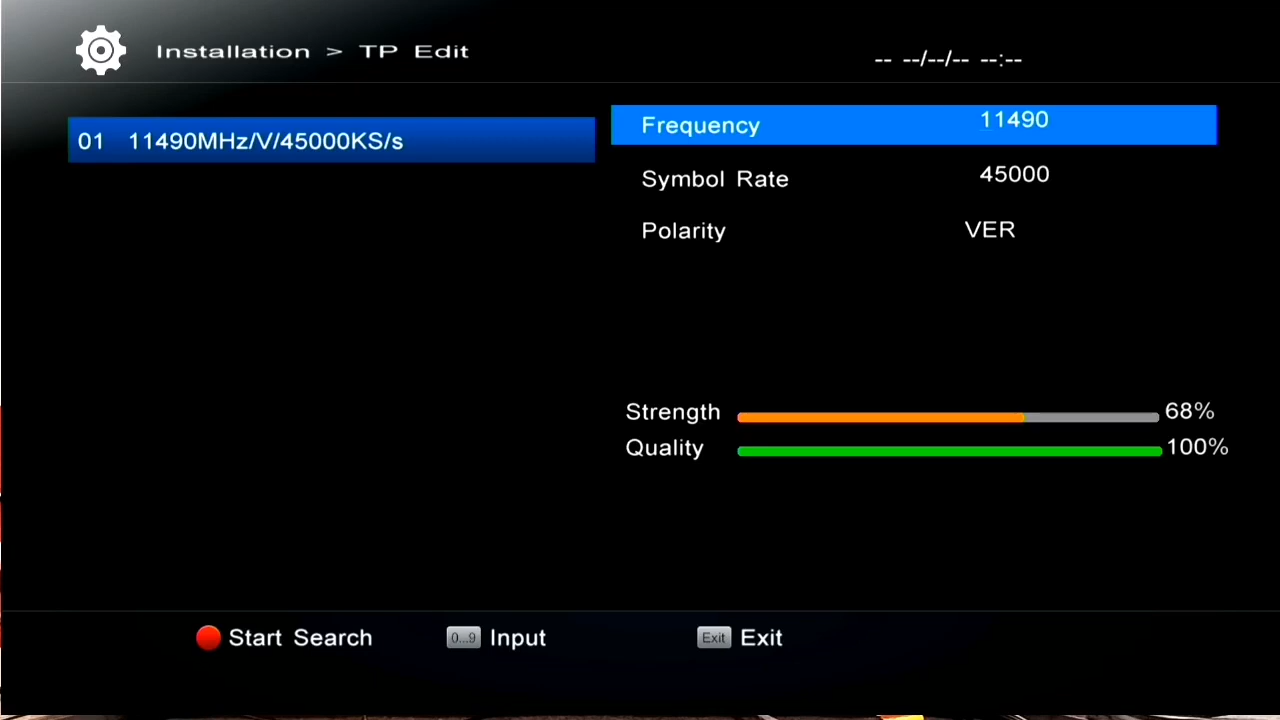 Installation > TP Edit
-- --/--/-- --:--
01 11490MHz/V/45000KS/s
Frequency 11490
Symbol Rate 45000
Polarity VER
Strength 68%
Quality 100%
Start Search 0...9 Input Exit Exit